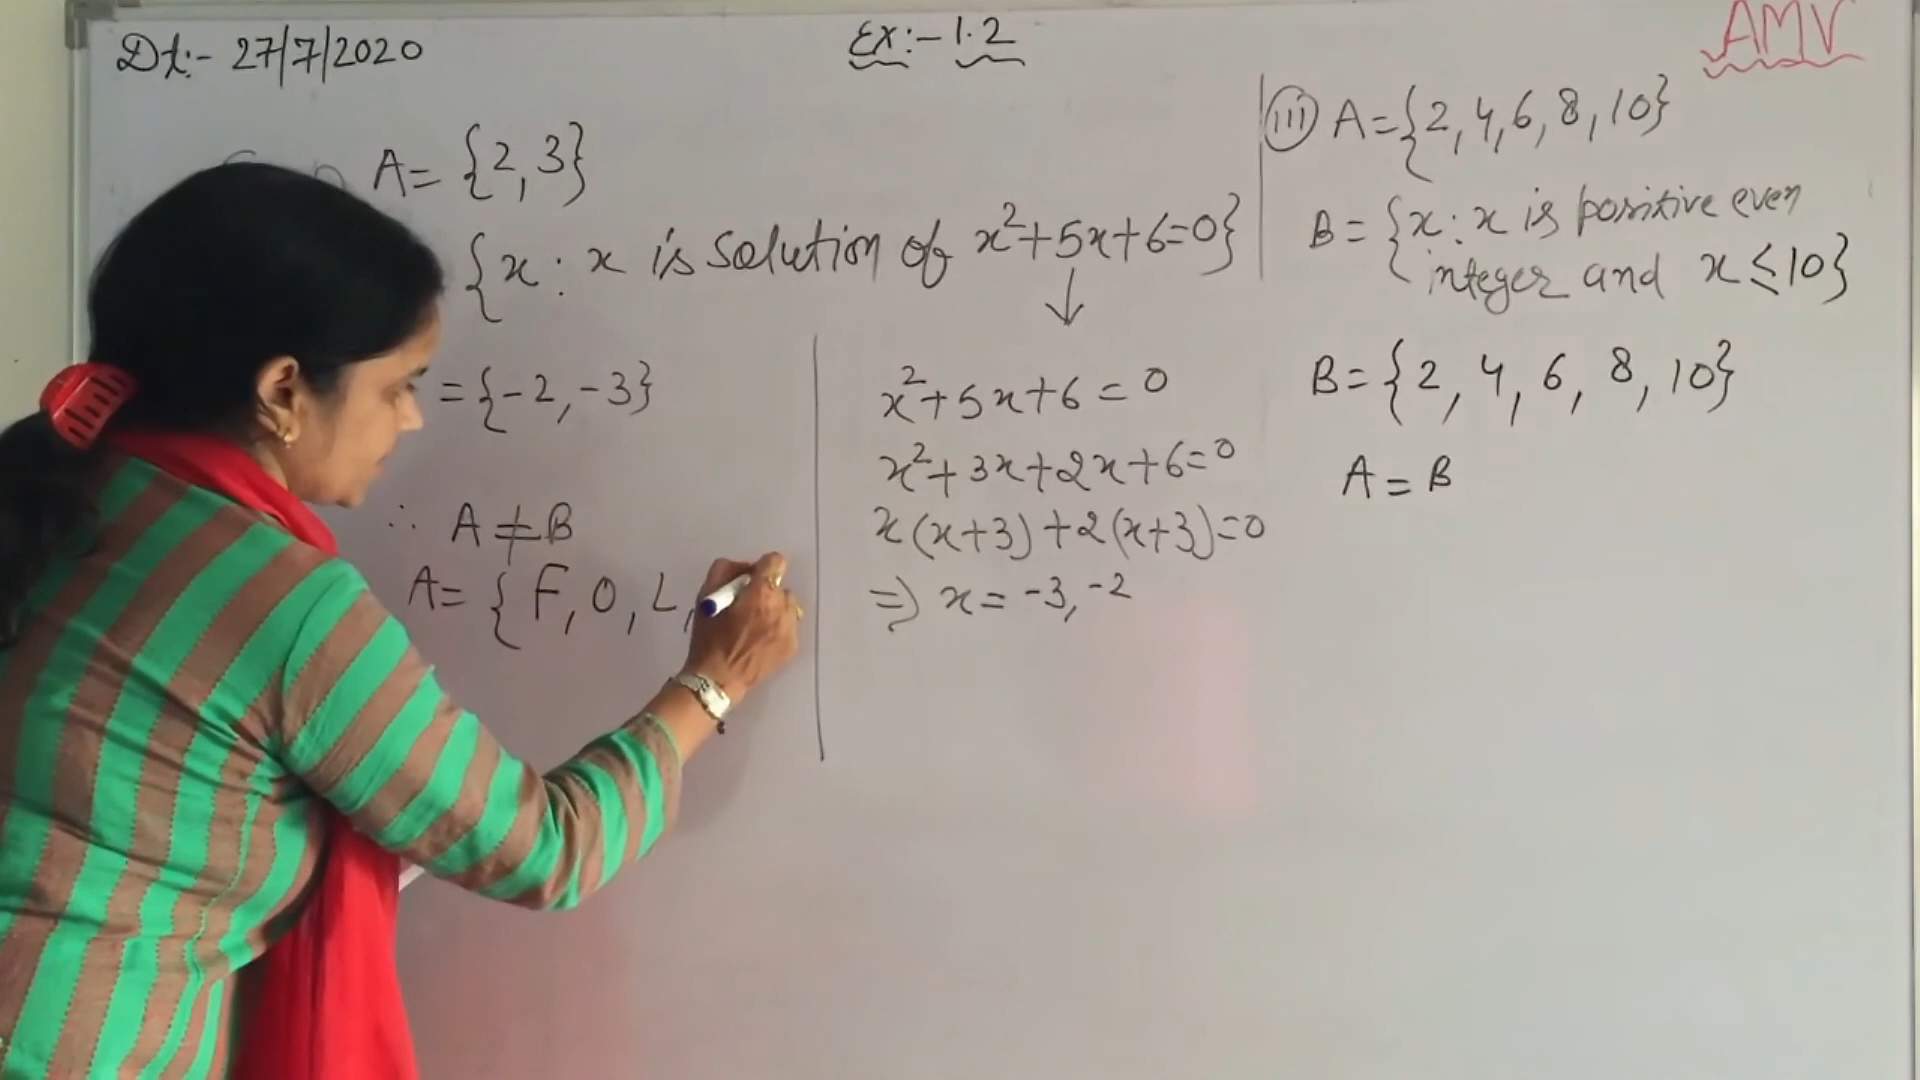 Dt:- 27/7/2020
Ex:- 1.2
AMV
A= {2,3}
{x: x is solution of x²+5x+6=0}
={-2,-3}
∴ A≠B
A= {F,O,L,
↓
x²+5x+6=0
x²+3x+2x+6=0
x(x+3)+2(x+3)=0
=> x= -3,-2
(iii) A={2,4,6,8,10}
B={x:x is positive even
integer and x≤10}
B={2,4,6,8,10}
A=B